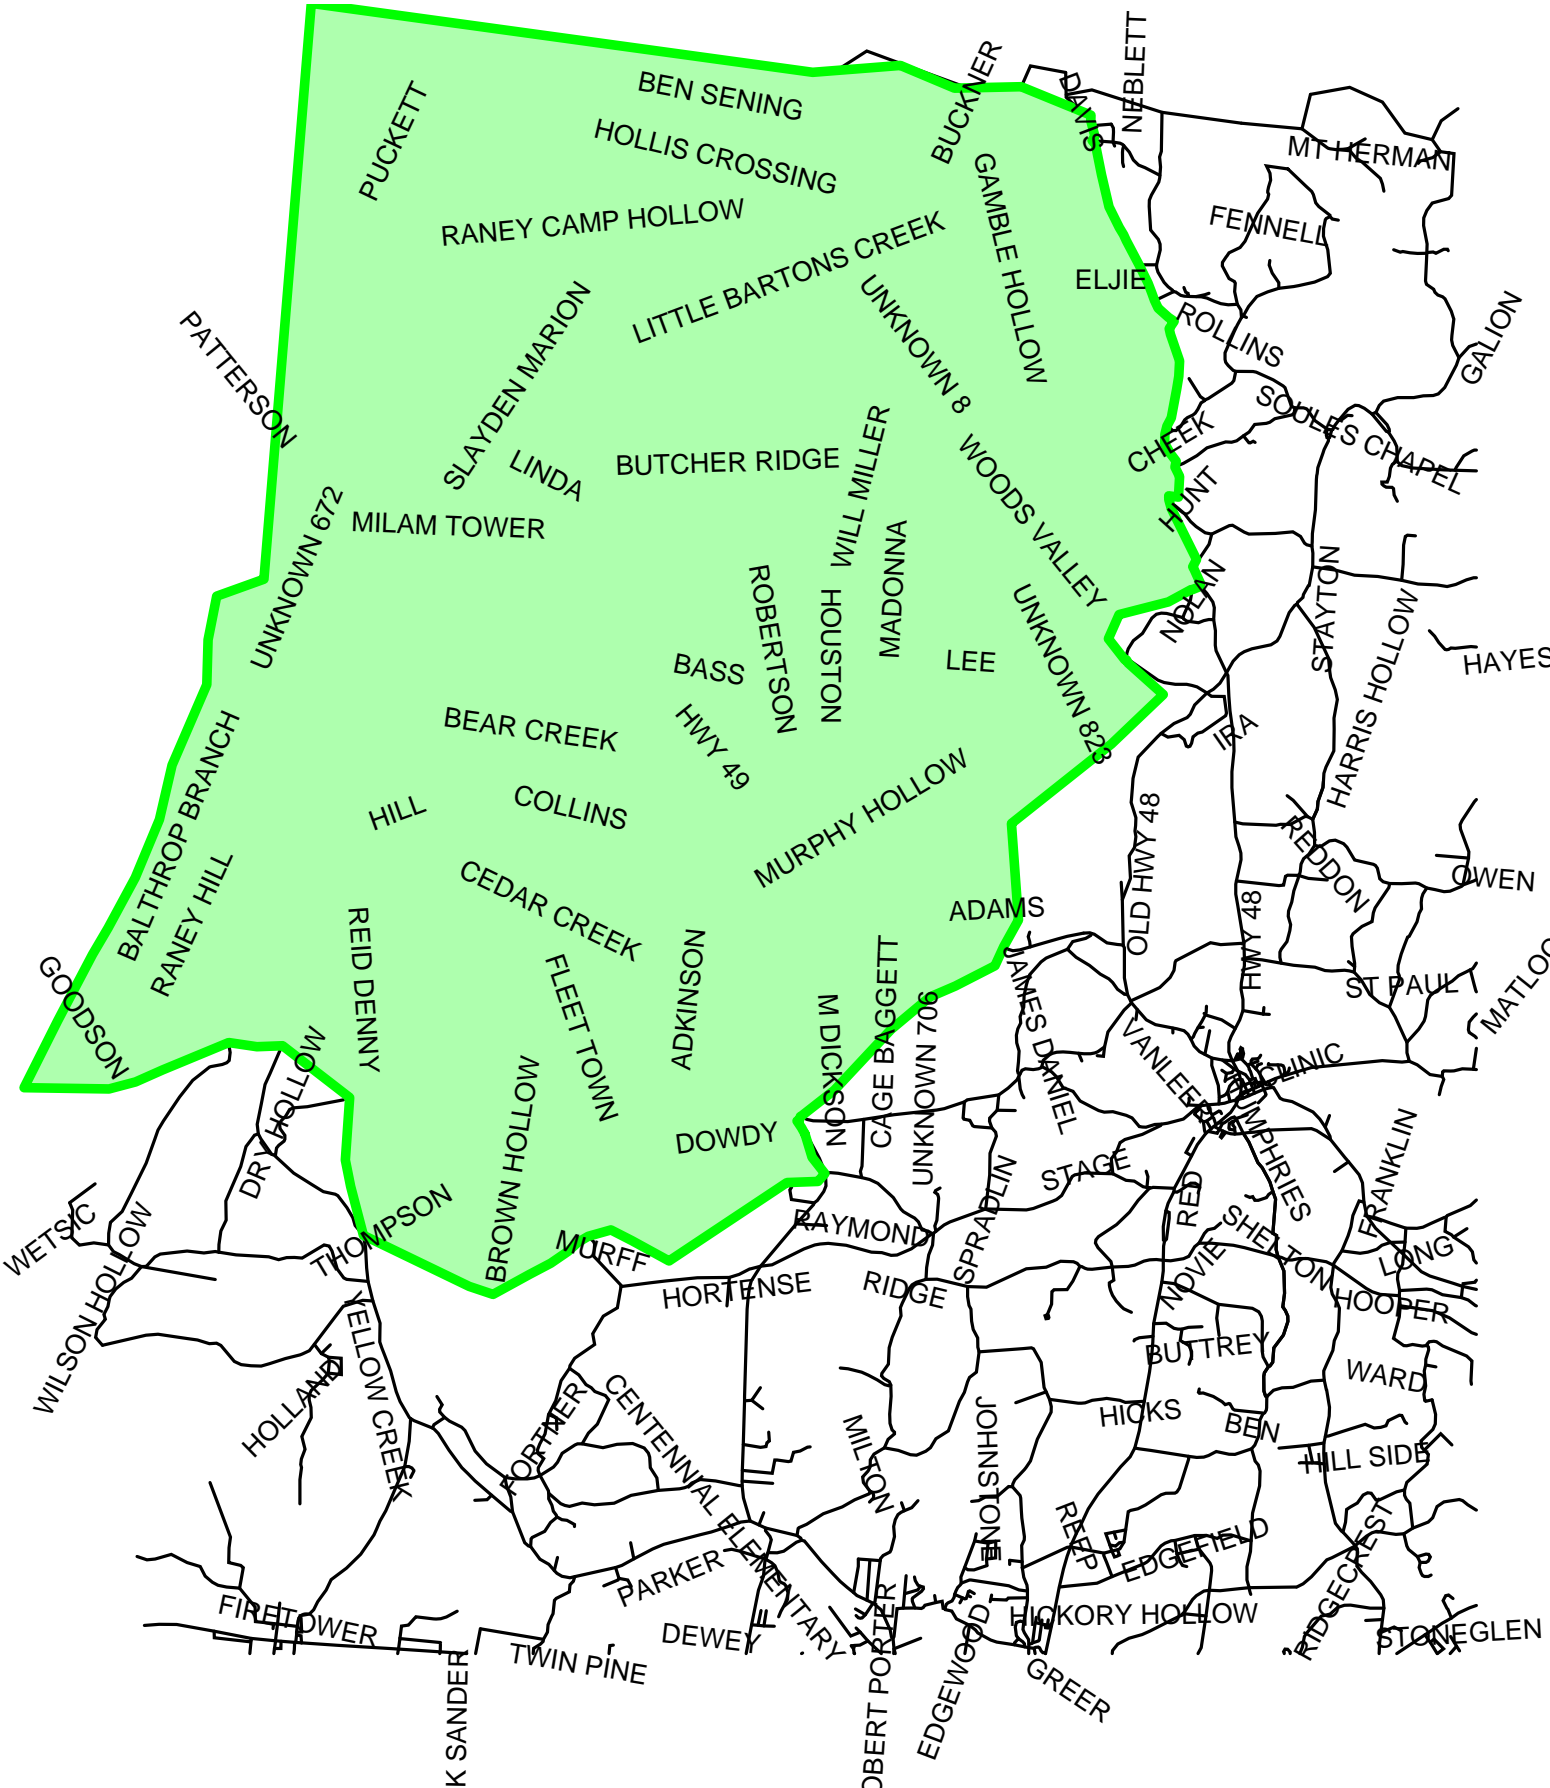 NEBLETT
BUCKNER
DAVIS
BEN SENING
PUCKETT
HOLLIS CROSSING
MT HERMAN
GAMBLE HOLLOW
RANEY CAMP HOLLOW
FENNELL
LITTLE BARTONS CREEK
ELJIE
UNKNOWN 8
SLAYDEN MARION
ROLLINS
GALION
PATTERSON
SOULES CHAPEL
CHEEK
WILL MILLER
BUTCHER RIDGE
LINDA
WOODS VALLEY
HUNT
UNKNOWN 672
MILAM TOWER
MADONNA
NOLAN
STAYTON
ROBERTSON
HOUSTON
UNKNOWN 823
HARRIS HOLLOW
LEE
HAYES
BASS
BEAR CREEK
HWY 49
IRA
BALTHROP BRANCH
MURPHY HOLLOW
HILL
COLLINS
OLD HWY 48
REDDON
OWEN
RANEY HILL
CEDAR CREEK
ADAMS
HWY 48
REID DENNY
FLEET TOWN
ADKINSON
CAGE BAGGETT
M DICKSON
UNKNOWN 706
JAMES DANIEL
ST PAUL
MATLOC
GOODSON
VANLEER
CLINIC
DRY HOLLOW
BROWN HOLLOW
DOWDY
HUMPHRIES
STAGE
SPRADLIN
RED
FRANKLIN
WETSIC
WILSON HOLLOW
THOMPSON
MURFF
RAYMOND
SHELTON
LONG
NOVIE
HORTENSE
RIDGE
HOOPER
YELLOW CREEK
BUTTREY
WARD
HOLLAND
FORTNER
CENTENNIAL ELEMENTARY
MILTON
JOHNSTONE
HICKS
BEN
HILL SIDE
REEP
EDGEFIELD
RIDGECREST
PARKER
FIRETOWER
DEWEY
TWIN PINE
K SANDER
OBERT PORTER
EDGEWOOD
HICKORY HOLLOW
GREER
STONEGLEN